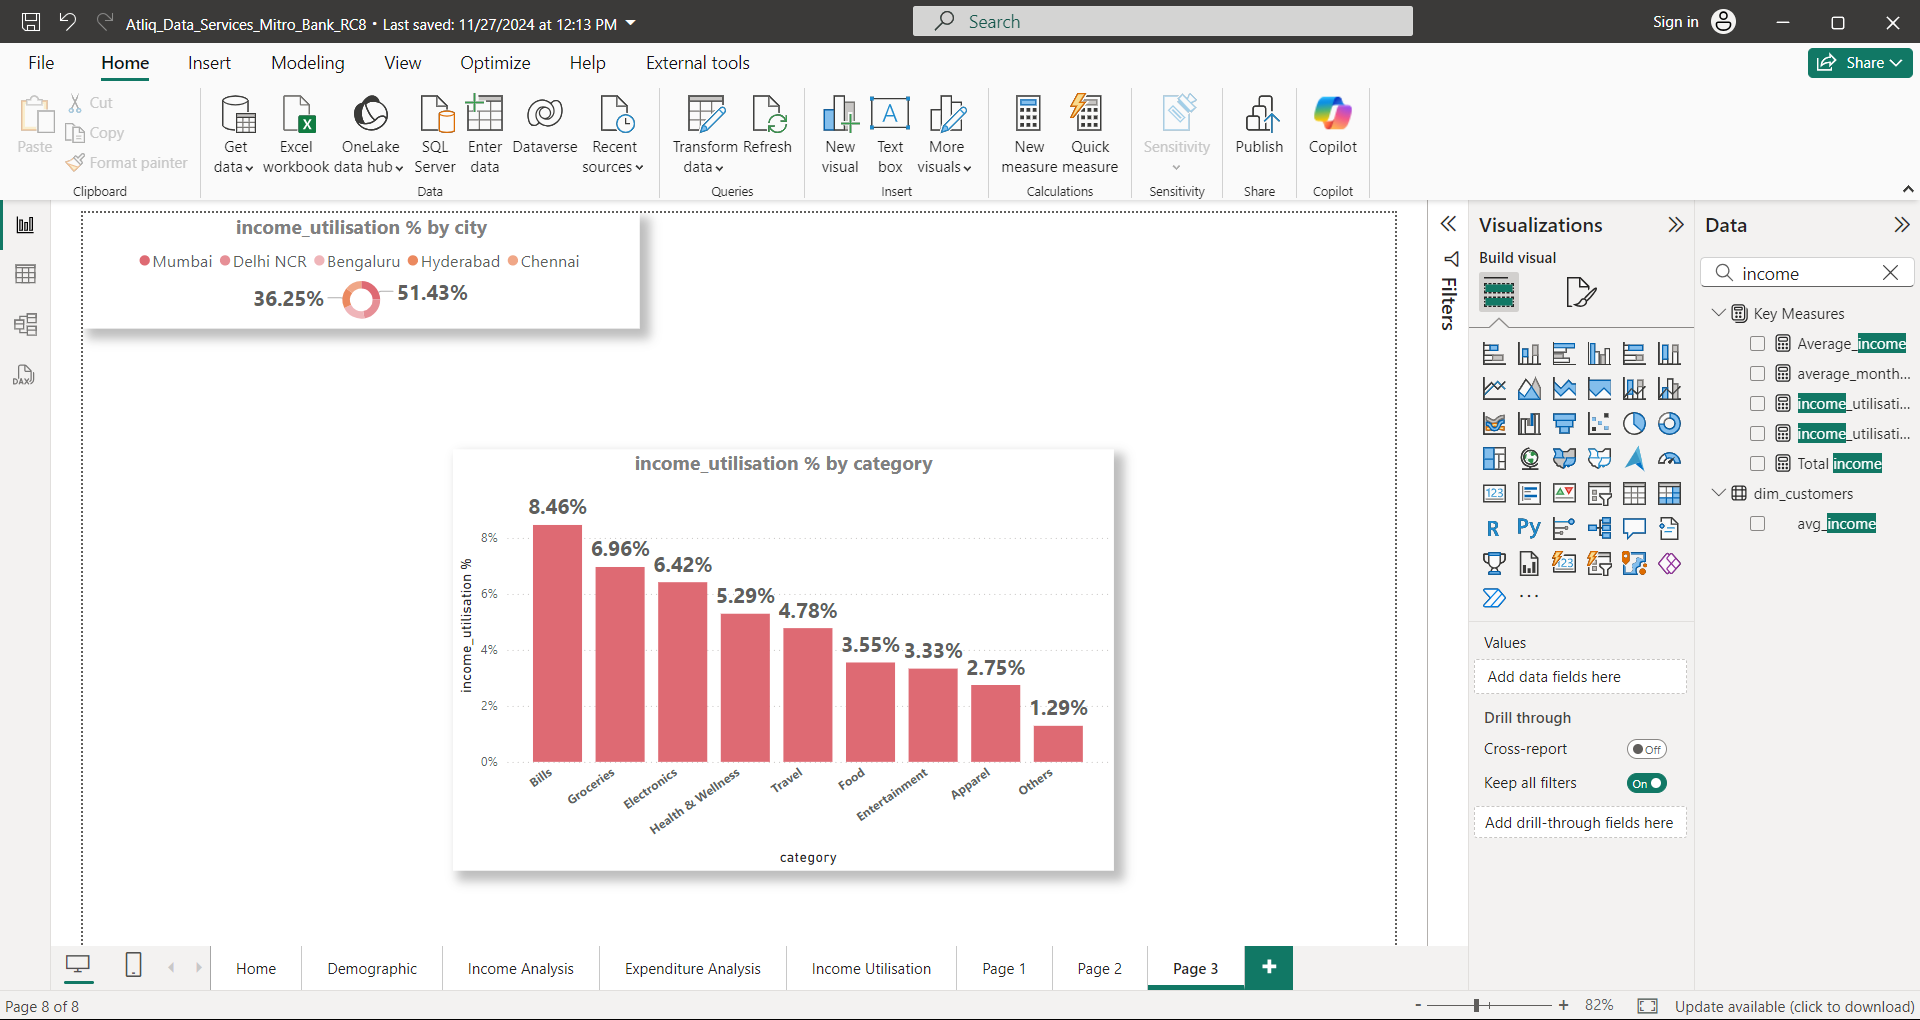 Atliq_Data_Services_Mitro_Bank_RC8 • Last saved: 11/27/2024 at 12:13 PM
Search
Sign in
File Home Insert Modeling View Optimize Help External tools
Share
Paste
Cut
Copy
Format painter
Clipboard
Get data
Excel workbook
OneLake data hub
SQL Server
Enter data
Dataverse
Recent sources
Data
Transform data
Refresh
Queries
New visual
Text box
More visuals
Insert
New measure
Quick measure
Calculations
Sensitivity
Sensitivity
Publish
Share
Copilot
Copilot
income_utilisation % by city
Mumbai Delhi NCR Bengaluru Hyderabad Chennai
36.25% 51.43%
income_utilisation % by category
income_utilisation %
8%
6%
4%
2%
0%
8.46%
6.96%
6.42%
5.29%
4.78%
3.55%
3.33%
2.75%
1.29%
Bills
Groceries
Electronics
Health & Wellness
Travel
Food
Entertainment
Apparel
Others
category
Filters
Visualizations
Build visual
123
R
Py
123
...
Values
Add data fields here
Drill through
Cross-report Off
Keep all filters On
Add drill-through fields here
Data
income
Key Measures
Average_income
average_month...
income_utilisati...
income_utilisati...
Total income
dim_customers
avg_income
DAX
Home Demographic Income Analysis Expenditure Analysis Income Utilisation Page 1 Page 2 Page 3 +
Page 8 of 8
- + 82%
Update available (click to download)